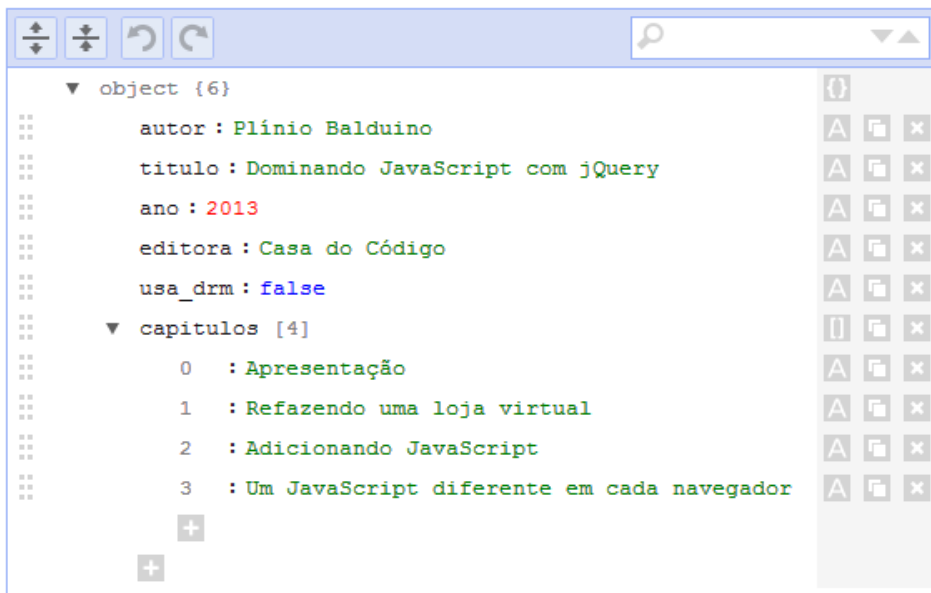 object {6}
autor : Plínio Balduino
titulo : Dominando JavaScript com jQuery
ano : 2013
editora : Casa do Código
usa_drm : false
capitulos [4]
0 : Apresentação
1 : Refazendo uma loja virtual
2 : Adicionando JavaScript
3 : Um JavaScript diferente em cada navegador